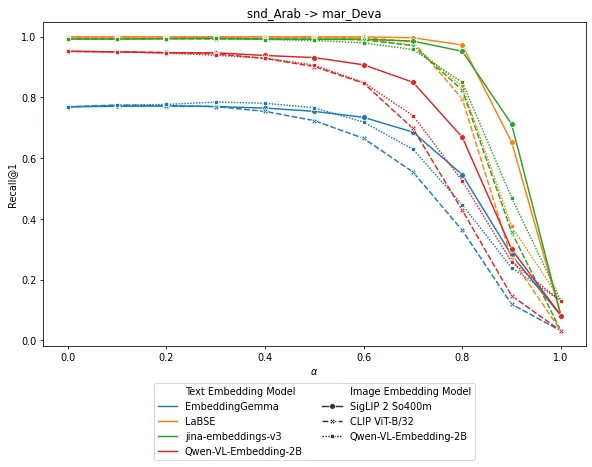 snd_Arab -> mar_Deva
Recall@1
1.0
0.8
0.6
0.4
0.2
0.0
0.0 0.2 0.4 0.6 0.8 1.0
α
Text Embedding Model
EmbeddingGemma
LaBSE
jina-embeddings-v3
Qwen-VL-Embedding-2B
Image Embedding Model
SigLIP 2 So400m
CLIP ViT-B/32
Qwen-VL-Embedding-2B